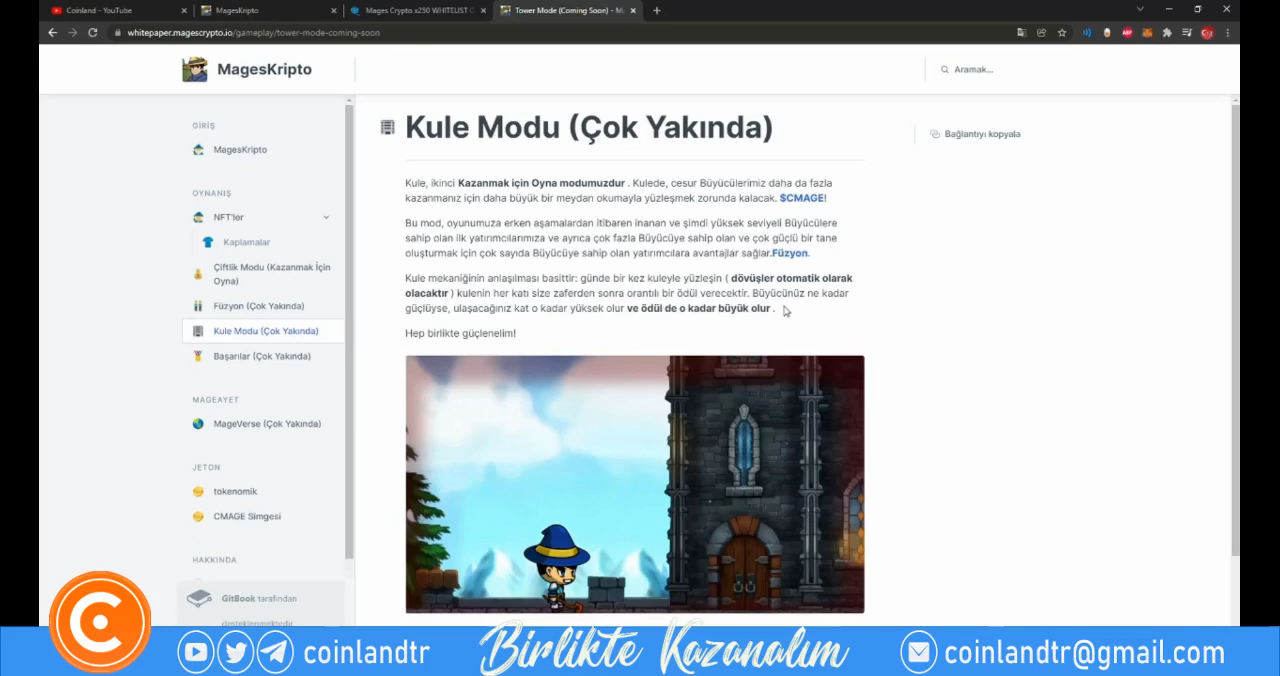 Coinland - YouTube
MagesKripto
Mages Crypto x250 WHITELIST Ç
Tower Mode (Coming Soon) - M
whitepaper.magescrypto.io/gameplay/tower-mode-coming-soon
MagesKripto
Aramak...
GİRİŞ
MagesKripto
OYNANIŞ
NFT'ler
Kaplamalar
Çiftlik Modu (Kazanmak İçin
Oyna)
Füzyon (Çok Yakında)
Kule Modu (Çok Yakında)
Başarılar (Çok Yakında)
MAGEAYET
MageVerse (Çok Yakında)
JETON
tokenomik
CMAGE Simgesi
HAKKINDA
GitBook tarafından
desteklenmektedir
Kule Modu (Çok Yakında)
Kule, ikinci Kazanmak için Oyna modumuzdur . Kulede, cesur Büyücülerimiz daha da fazla
kazanmanız için daha büyük bir meydan okumayla yüzleşmek zorunda kalacak. $CMAGE!
Bu mod, oyunumuza erken aşamalardan itibaren inanan ve şimdi yüksek seviyeli Büyücülere
sahip olan ilk yatırımcılarımıza ve ayrıca çok fazla Büyücüye sahip olan ve çok güçlü bir tane
oluşturmak için çok sayıda Büyücüye sahip olan yatırımcılara avantajlar sağlar.Füzyon.
Kule mekaniğinin anlaşılması basittir: günde bir kez kuleyle yüzleşin ( dövüşler otomatik olarak
olacaktır ) kulenin her katı size zaferden sonra orantılı bir ödül verecektir. Büyücünüz ne kadar
güçlüyse, ulaşacağınız kat o kadar yüksek olur ve ödül de o kadar büyük olur .
Hep birlikte güçlenelim!
Bağlantıyı kopyala
coinlandtr
Birlikte Kazanalım
coinlandtr@gmail.com